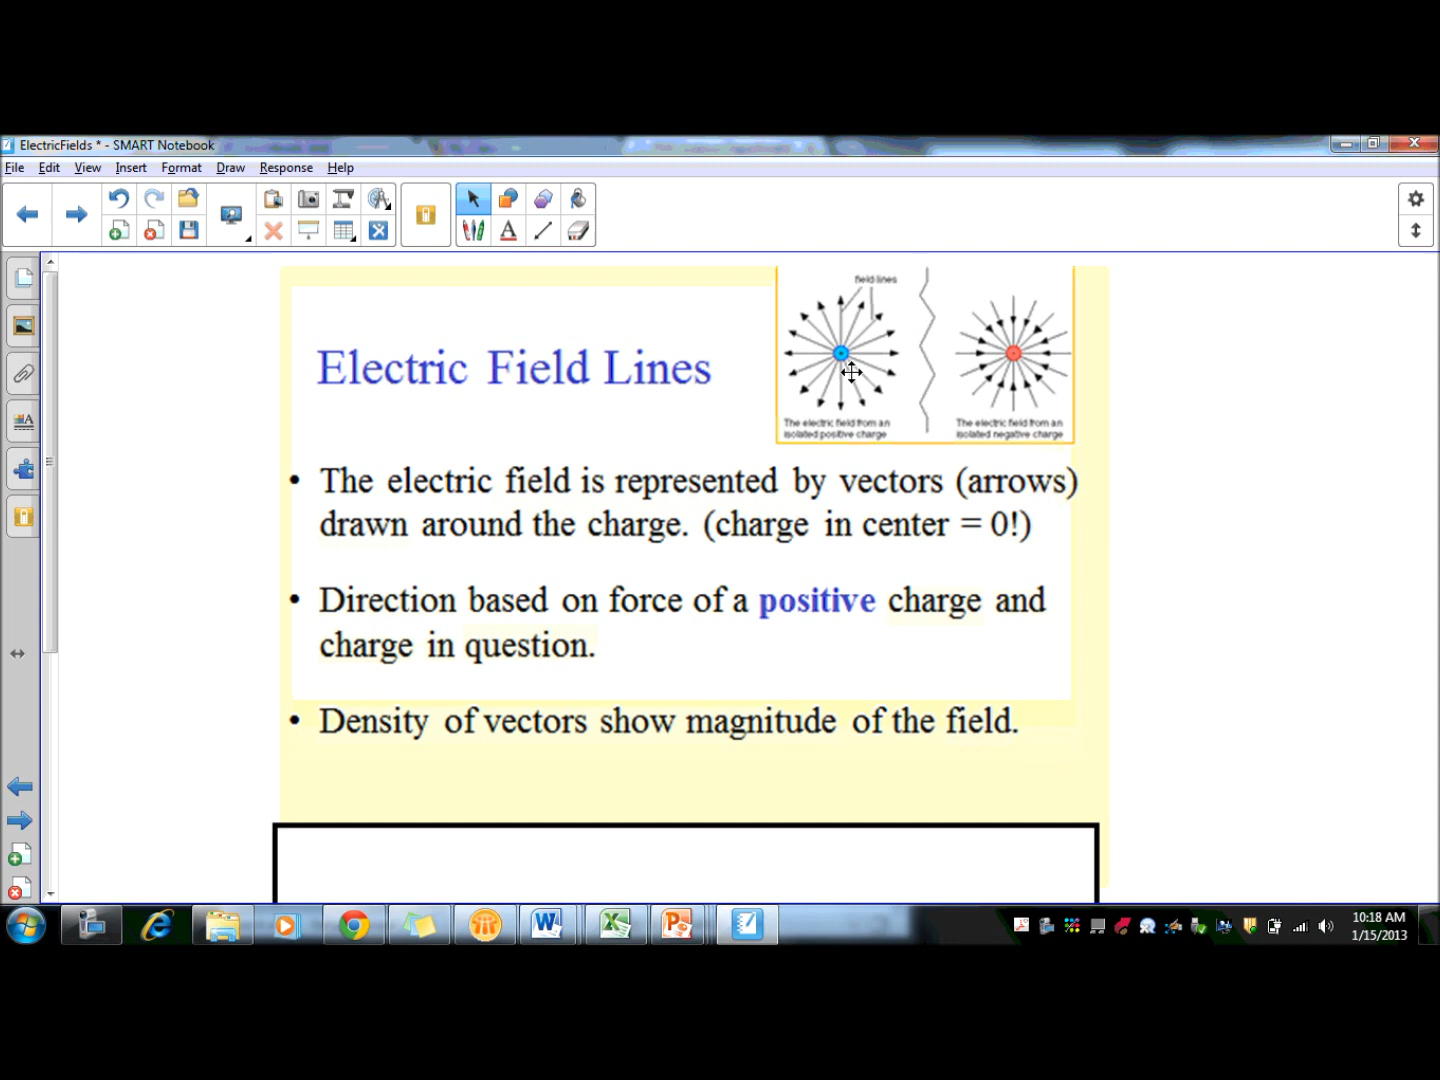 ElectricFields * - SMART Notebook
File Edit View Insert Format Draw Response Help
field lines
Electric Field Lines
The electric field from an
isolated positive charge
The electric field from an
isolated negative charge
• The electric field is represented by vectors (arrows)
drawn around the charge. (charge in center = 0!)
• Direction based on force of a positive charge and
charge in question.
• Density of vectors show magnitude of the field.
10:18 AM
1/15/2013